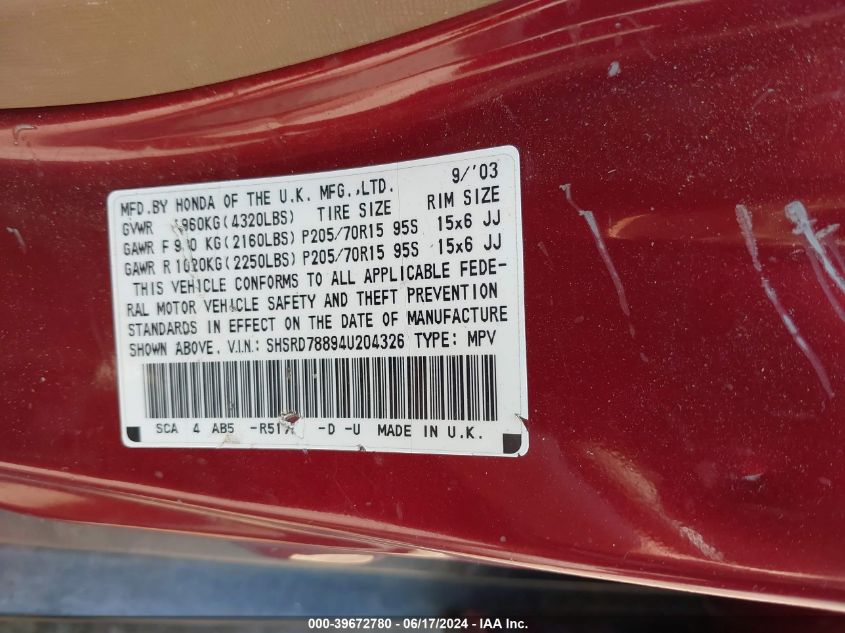 MFD.BY HONDA OF THE U.K. MFG.,LTD. 9/'03
GVWR 1960KG(4320LBS) TIRE SIZE RIM SIZE
GAWR F 980 KG(2160LBS) P205/70R15 95S 15x6 JJ
GAWR R 1020KG(2250LBS) P205/70R15 95S 15x6 JJ
THIS VEHICLE CONFORMS TO ALL APPLICABLE FEDE-
RAL MOTOR VEHICLE SAFETY AND THEFT PREVENTION
STANDARDS IN EFFECT ON THE DATE OF MANUFACTURE
SHOWN ABOVE. V.I.N.: SHSRD78894U204326 TYPE: MPV
SCA 4 AB5 -D -U MADE IN U.K.
000-39672780 - 06/17/2024 - IAA Inc.